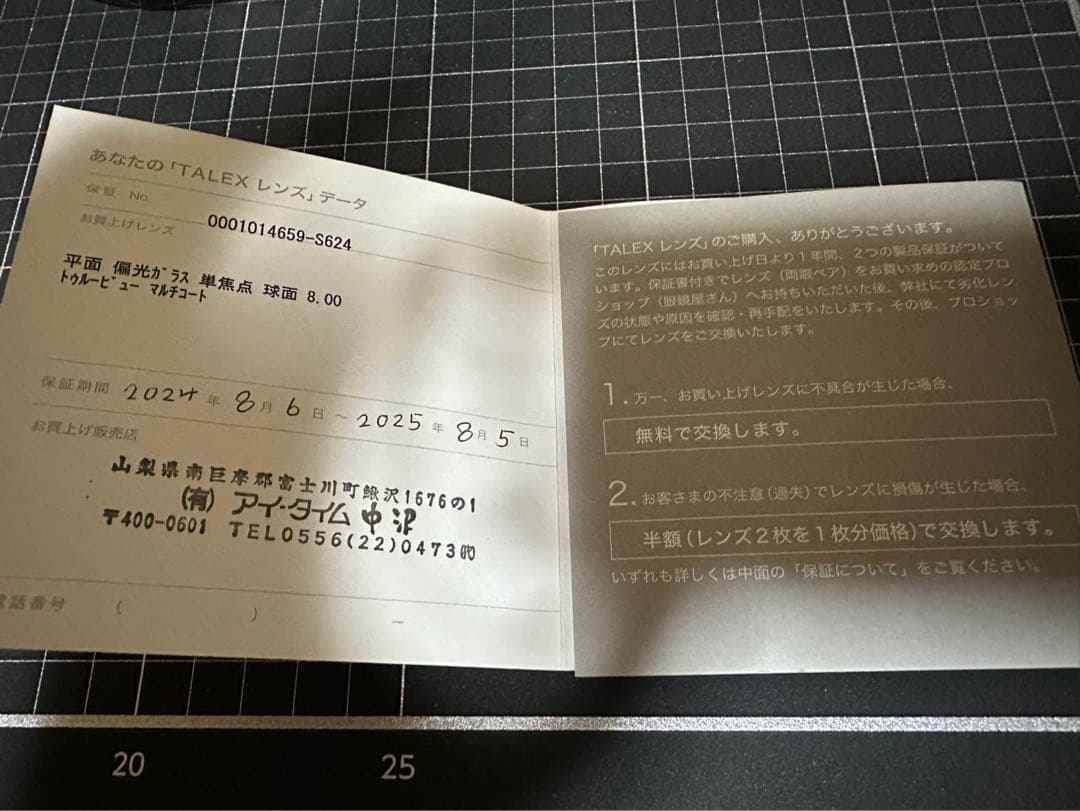 あなたの「TALEX レンズ」データ
保証 No.
0001014659-S624
お買上げレンズ
平面 偏光ｶﾞﾗｽ 単焦点 球面 8.00
ﾄｩﾙｰﾋﾞｭｰ ﾏﾙﾁｺｰﾄ
保証期間 2024 年 8 月 6 日 ～ 2025 年 8 月 5 日
お買上げ販売店
山梨県南巨摩郡富士川町鰍沢1676の1
(有) アイ・タイム 中沢
〒400-0601 TEL0556(22)0473㈹
電話番号 ( ) −
「TALEX レンズ」のご購入、ありがとうございます。
このレンズにはお買い上げ日より1年間、2つの製品保証がついて
います。保証書付きでレンズ（両眼ペア）をお買い求めの認定プロ
ショップ（眼鏡屋さん）へお持ちいただいた後、弊社にて劣化レン
ズの状態や原因を確認・再手配をいたします。その後、プロショッ
プにてレンズをご交換いたします。
1. 万一、お買い上げレンズに不具合が生じた場合、
無料で交換します。
2. お客さまの不注意（過失）でレンズに損傷が生じた場合、
半額（レンズ2枚を1枚分価格）で交換します。
いずれも詳しくは中面の「保証について」をご覧ください。
20 25